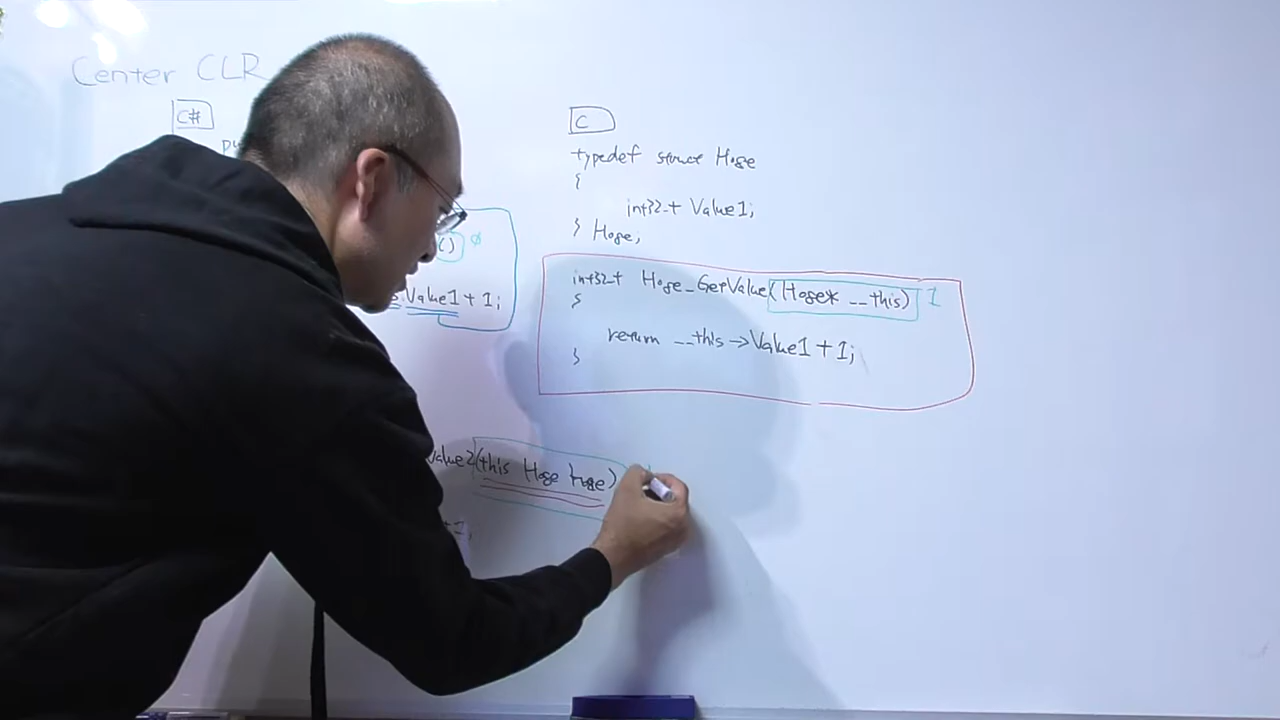 Center CLR
C#
() 0
Value1 + 1;
C
typedef struct Hoge
{
int32_t Value1;
} Hoge;
int32_t Hoge_GetValue(Hoge* __this) 1
{
return __this->Value1 + 1;
}
Value2(this Hoge hoge)